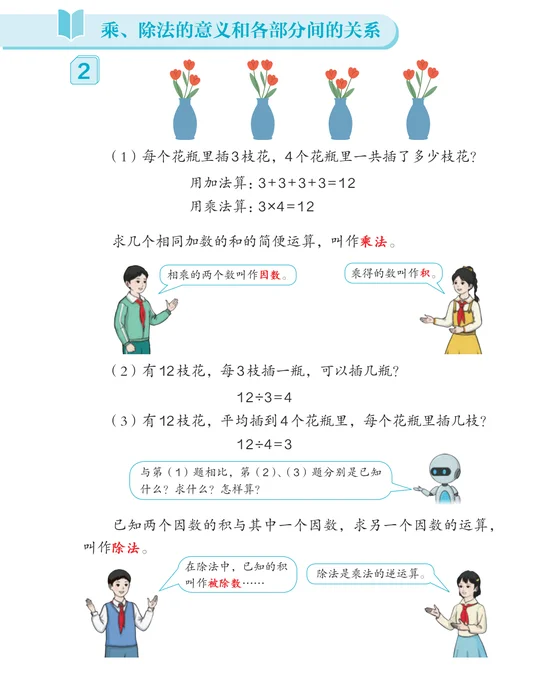 乘、除法的意义和各部分间的关系
2
（1）每个花瓶里插3枝花，4个花瓶里一共插了多少枝花？
用加法算：3+3+3+3=12
用乘法算：3×4=12
求几个相同加数的和的简便运算，叫作乘法。
相乘的两个数叫作因数。
乘得的数叫作积。
（2）有12枝花，每3枝插一瓶，可以插几瓶？
12÷3=4
（3）有12枝花，平均插到4个花瓶里，每个花瓶里插几枝？
12÷4=3
与第（1）题相比，第（2）、（3）题分别是已知
什么？求什么？怎样算？
已知两个因数的积与其中一个因数，求另一个因数的运算，
叫作除法。
在除法中，已知的积
叫作被除数……
除法是乘法的逆运算。